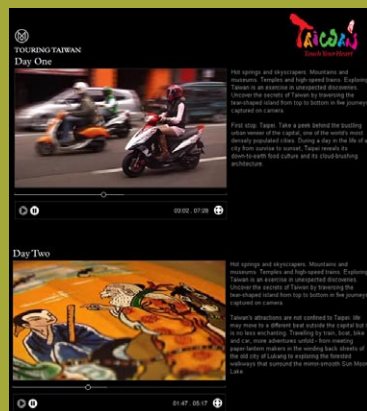 TAIWAN
Touch Your Heart
TOURING TAIWAN
Day One
Hot springs and skyscrapers. Mountains and
museums. Temples and high-speed trains. Exploring
Taiwan is an exercise in unexpected discoveries.
Uncover the secrets of Taiwan by traversing the
tear-shaped island from top to bottom in five journeys
captured on camera.
First stop: Taipei. Take a peek behind the bustling
urban veneer of the capital, one of the world's most
densely populated cities. During a day in the life of a
city from sunrise to sunset, Taipei reveals its
down-to-earth food culture and its cloud-brushing
architecture.
03:02 . 07:28
Day Two
Hot springs and skyscrapers. Mountains and
museums. Temples and high-speed trains. Exploring
Taiwan is an exercise in unexpected discoveries.
Uncover the secrets of Taiwan by traversing the
tear-shaped island from top to bottom in five journeys
captured on camera.
Taiwan's attractions are not confined to Taipei: life
may move to a different beat outside the capital but it
is no less enchanting. Travelling by train, boat, bike
and car, more adventures unfold - from meeting
paper lantern makers in the winding back streets of
the old city of Lukang to exploring the forested
walkways that surround the mirror-smooth Sun Moon
Lake.
01:47 . 05:17